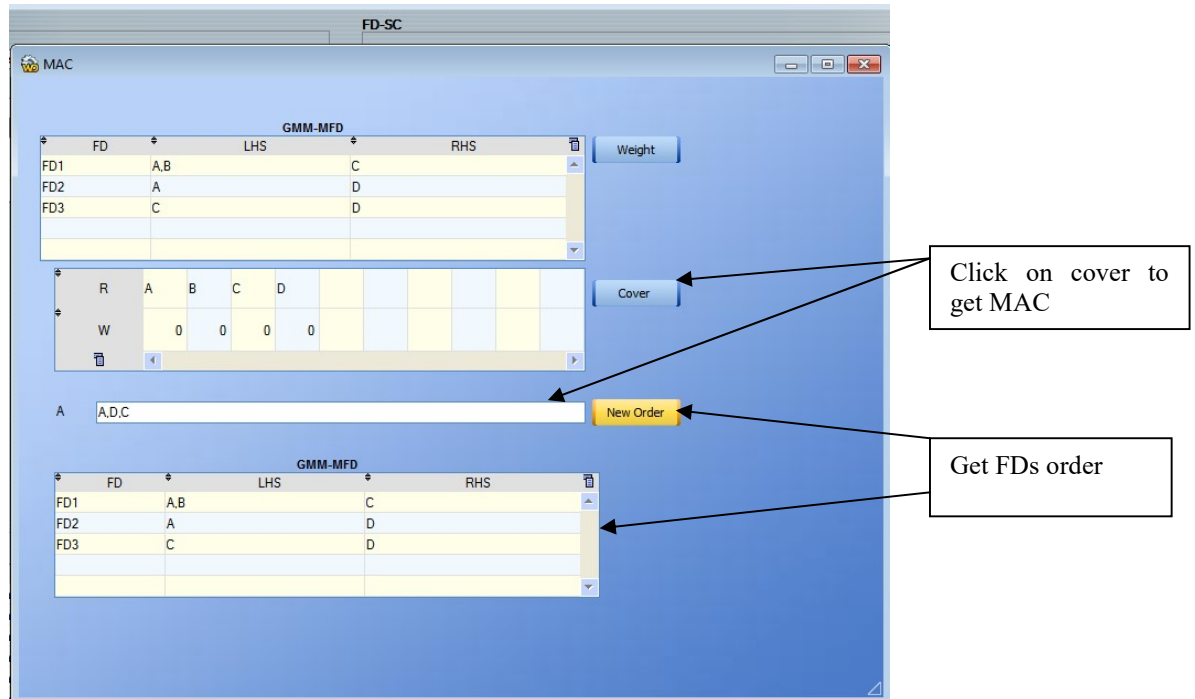 FD-SC
MAC
GMM-MFD
FD LHS RHS
FD1 A,B C
FD2 A D
FD3 C D
Weight
R A B C D
W 0 0 0 0
Cover
Click on cover to
get MAC
A A,D,C
New Order
Get FDs order
GMM-MFD
FD LHS RHS
FD1 A,B C
FD2 A D
FD3 C D